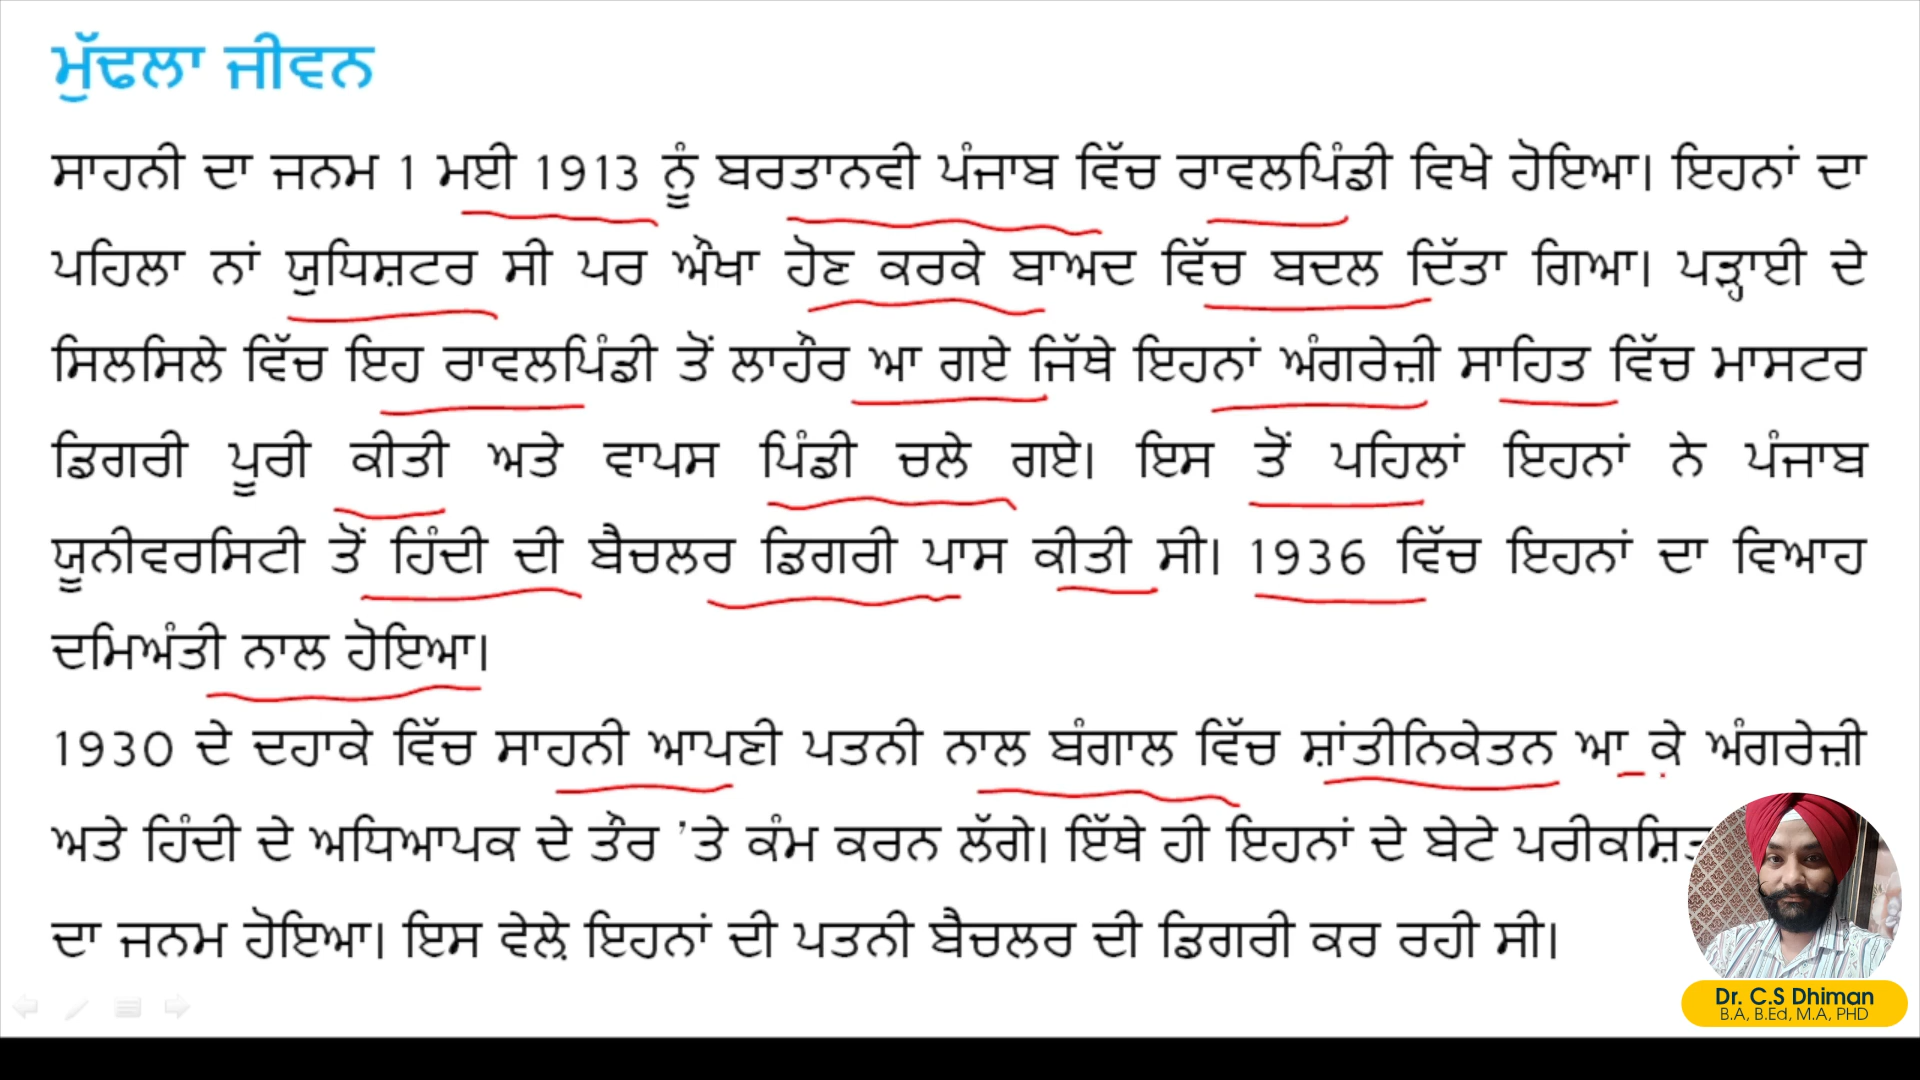 ਮੁੱਢਲਾ ਜੀਵਨ
ਸਾਹਨੀ ਦਾ ਜਨਮ 1 ਮਈ 1913 ਨੂੰ ਬਰਤਾਨਵੀ ਪੰਜਾਬ ਵਿੱਚ ਰਾਵਲਪਿੰਡੀ ਵਿਖੇ ਹੋਇਆ। ਇਹਨਾਂ ਦਾ
ਪਹਿਲਾ ਨਾਂ ਯੁਧਿਸ਼ਟਰ ਸੀ ਪਰ ਔਖਾ ਹੋਣ ਕਰਕੇ ਬਾਅਦ ਵਿੱਚ ਬਦਲ ਦਿੱਤਾ ਗਿਆ। ਪੜ੍ਹਾਈ ਦੇ
ਸਿਲਸਿਲੇ ਵਿੱਚ ਇਹ ਰਾਵਲਪਿੰਡੀ ਤੋਂ ਲਾਹੌਰ ਆ ਗਏ ਜਿੱਥੇ ਇਹਨਾਂ ਅੰਗਰੇਜ਼ੀ ਸਾਹਿਤ ਵਿੱਚ ਮਾਸਟਰ
ਡਿਗਰੀ ਪੂਰੀ ਕੀਤੀ ਅਤੇ ਵਾਪਸ ਪਿੰਡੀ ਚਲੇ ਗਏ। ਇਸ ਤੋਂ ਪਹਿਲਾਂ ਇਹਨਾਂ ਨੇ ਪੰਜਾਬ
ਯੂਨੀਵਰਸਿਟੀ ਤੋਂ ਹਿੰਦੀ ਦੀ ਬੈਚਲਰ ਡਿਗਰੀ ਪਾਸ ਕੀਤੀ ਸੀ। 1936 ਵਿੱਚ ਇਹਨਾਂ ਦਾ ਵਿਆਹ
ਦਮਿਅੰਤੀ ਨਾਲ ਹੋਇਆ।
1930 ਦੇ ਦਹਾਕੇ ਵਿੱਚ ਸਾਹਨੀ ਆਪਣੀ ਪਤਨੀ ਨਾਲ ਬੰਗਾਲ ਵਿੱਚ ਸ਼ਾਂਤੀਨਿਕੇਤਨ ਆ ਕੇ ਅੰਗਰੇਜ਼ੀ
ਅਤੇ ਹਿੰਦੀ ਦੇ ਅਧਿਆਪਕ ਦੇ ਤੌਰ ’ਤੇ ਕੰਮ ਕਰਨ ਲੱਗੇ। ਇੱਥੇ ਹੀ ਇਹਨਾਂ ਦੇ ਬੇਟੇ
ਦਾ ਜਨਮ ਹੋਇਆ। ਇਸ ਵੇਲ਼ੇ ਇਹਨਾਂ ਦੀ ਪਤਨੀ ਬੈਚਲਰ ਦੀ ਡਿਗਰੀ ਕਰ ਰਹੀ ਸੀ।
Dr. C.S Dhiman
B.A, B.Ed, M.A, PHD